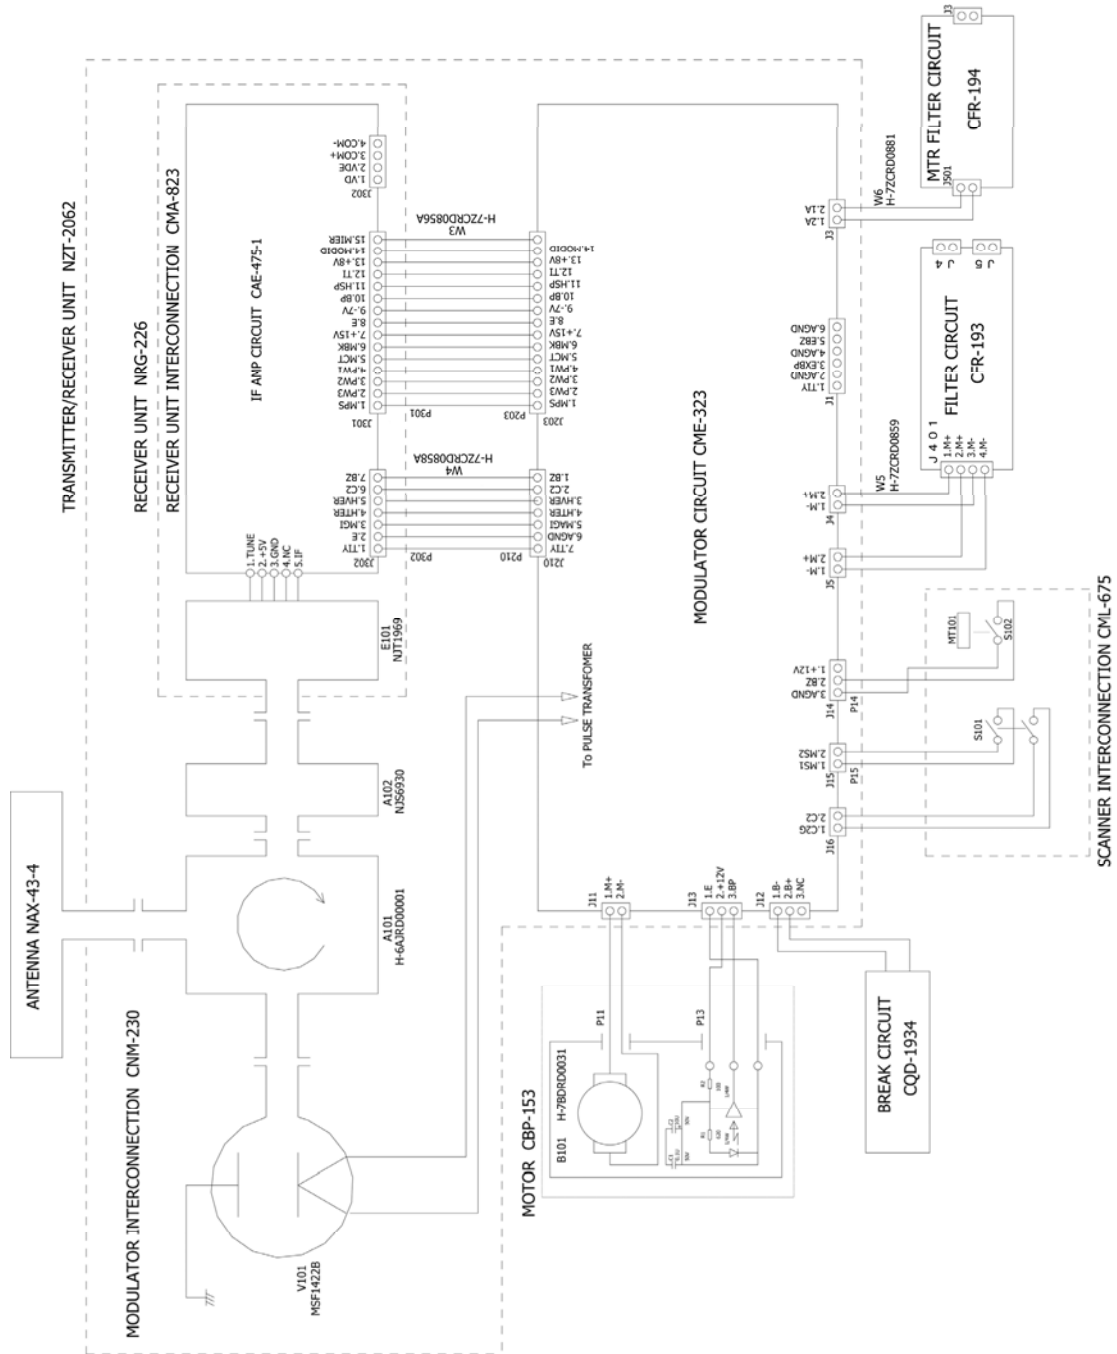 TRANSMITTER/RECEIVER UNIT NZT-2062
RECEIVER UNIT NRG-226
RECEIVER UNIT INTERCONNECTION CMA-823
MODULATOR INTERCONNECTION CNM-230
ANTENNA NAX-43-4
V101
MSF1422B
A101
H-6AJRD00001
A102
NJS6930
E101
NJT1969
1.TUNE
2.+5V
3.GND
4.NC
5.IF
IF AMP CIRCUIT CAE-475-1
J302
1.TIY
2.E
3.MGI
4.HTER
5.HVER
6.C2
7.BZ
P302
J301
1.MPS
2.PW3
3.PW2
4.PW1
5.MCT
6.MBK
7.+15V
8.E
9.-7V
10.BP
11.HSP
12.TI
13.+8V
14.MODID
15.MIER
P301
J302
1.VD
2.VDE
3.COM+
4.COM-
W4
H-7ZCRD0858A
W3
H-7ZCRD0856A
P210
J210
7.TIY
6.AGND
5.MAGI
4.HTER
3.HVER
2.C2
1.BZ
P203
J203
1.MPS
2.PW3
3.PW2
4.PW1
5.MCT
6.MBK
7.+15V
8.E
9.-7V
10.BP
11.HSP
12.TI
13.+8V
14.MODID
To PULSE TRANSFOMER
MODULATOR CIRCUIT CME-323
J11
1.M+
2.M-
J13
1.E
2.+12V
3.BP
J12
1.B-
2.B+
3.NC
J16
1.C2G
2.C2
J15
1.MS1
2.MS2
P15
J14
3.AGND
2.BZ
1.+12V
P14
J5
1.M-
2.M+
J4
1.M-
2.M+
J1
1.TIY
2.AGND
3.EXBP
4.AGND
5.EBZ
6.AGND
J3
1.2A
2.1A
MOTOR CBP-153
B101
H-7BDRD0031
P11
P13
C3
0.1U
50V
C2
10U
R1
R2
BREAK CIRCUIT
CQD-1934
SCANNER INTERCONNECTION CML-675
S101
MT101
S102
W5
H-7ZCRD0859
J401
1.M+
2.M+
3.M-
4.M-
FILTER CIRCUIT
CFR-193
J4
J5
W6
H-7ZCRD0881
J501
MTR FILTER CIRCUIT
CFR-194
J3